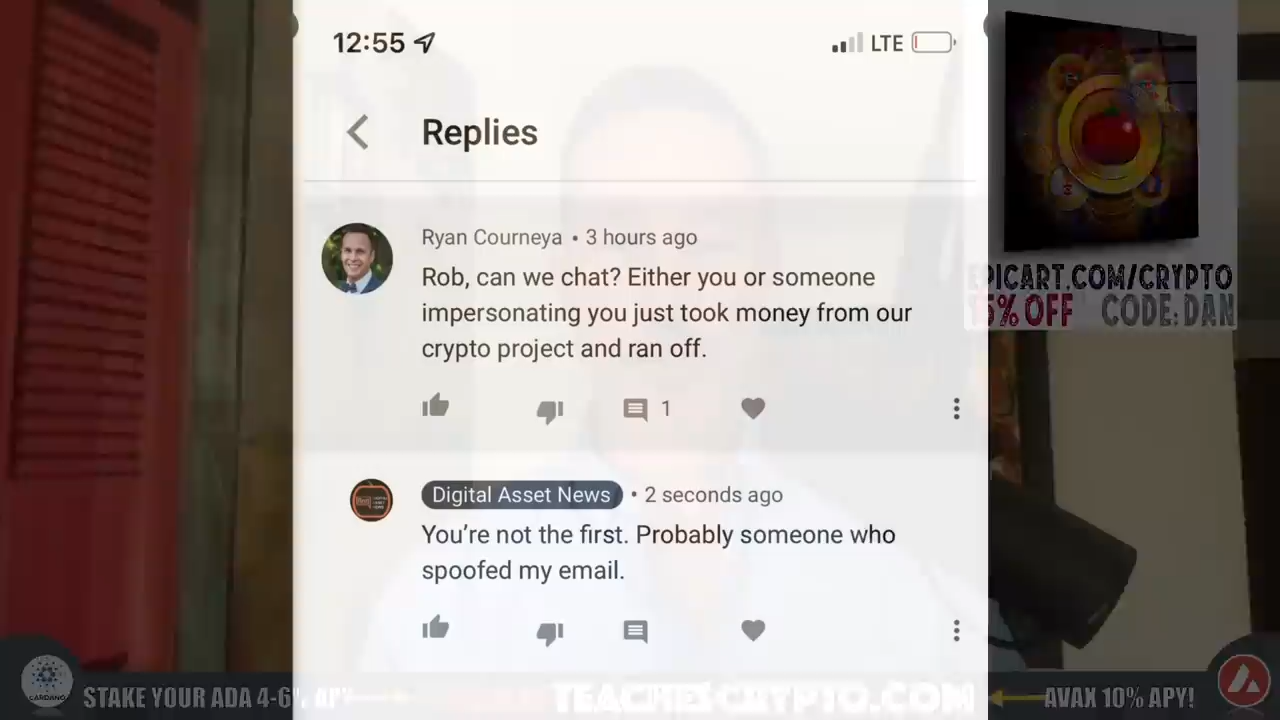 12:55
LTE
Replies
Ryan Courneya • 3 hours ago
Rob, can we chat? Either you or someone
impersonating you just took money from our
crypto project and ran off.
1
Digital Asset News • 2 seconds ago
You’re not the first. Probably someone who
spoofed my email.
EPICART.COM/CRYPTO
15% OFF CODE: DAN
CARDANO
STAKE YOUR ADA 4-6% APY
TEACHESCRYPTO.COM
AVAX 10% APY!